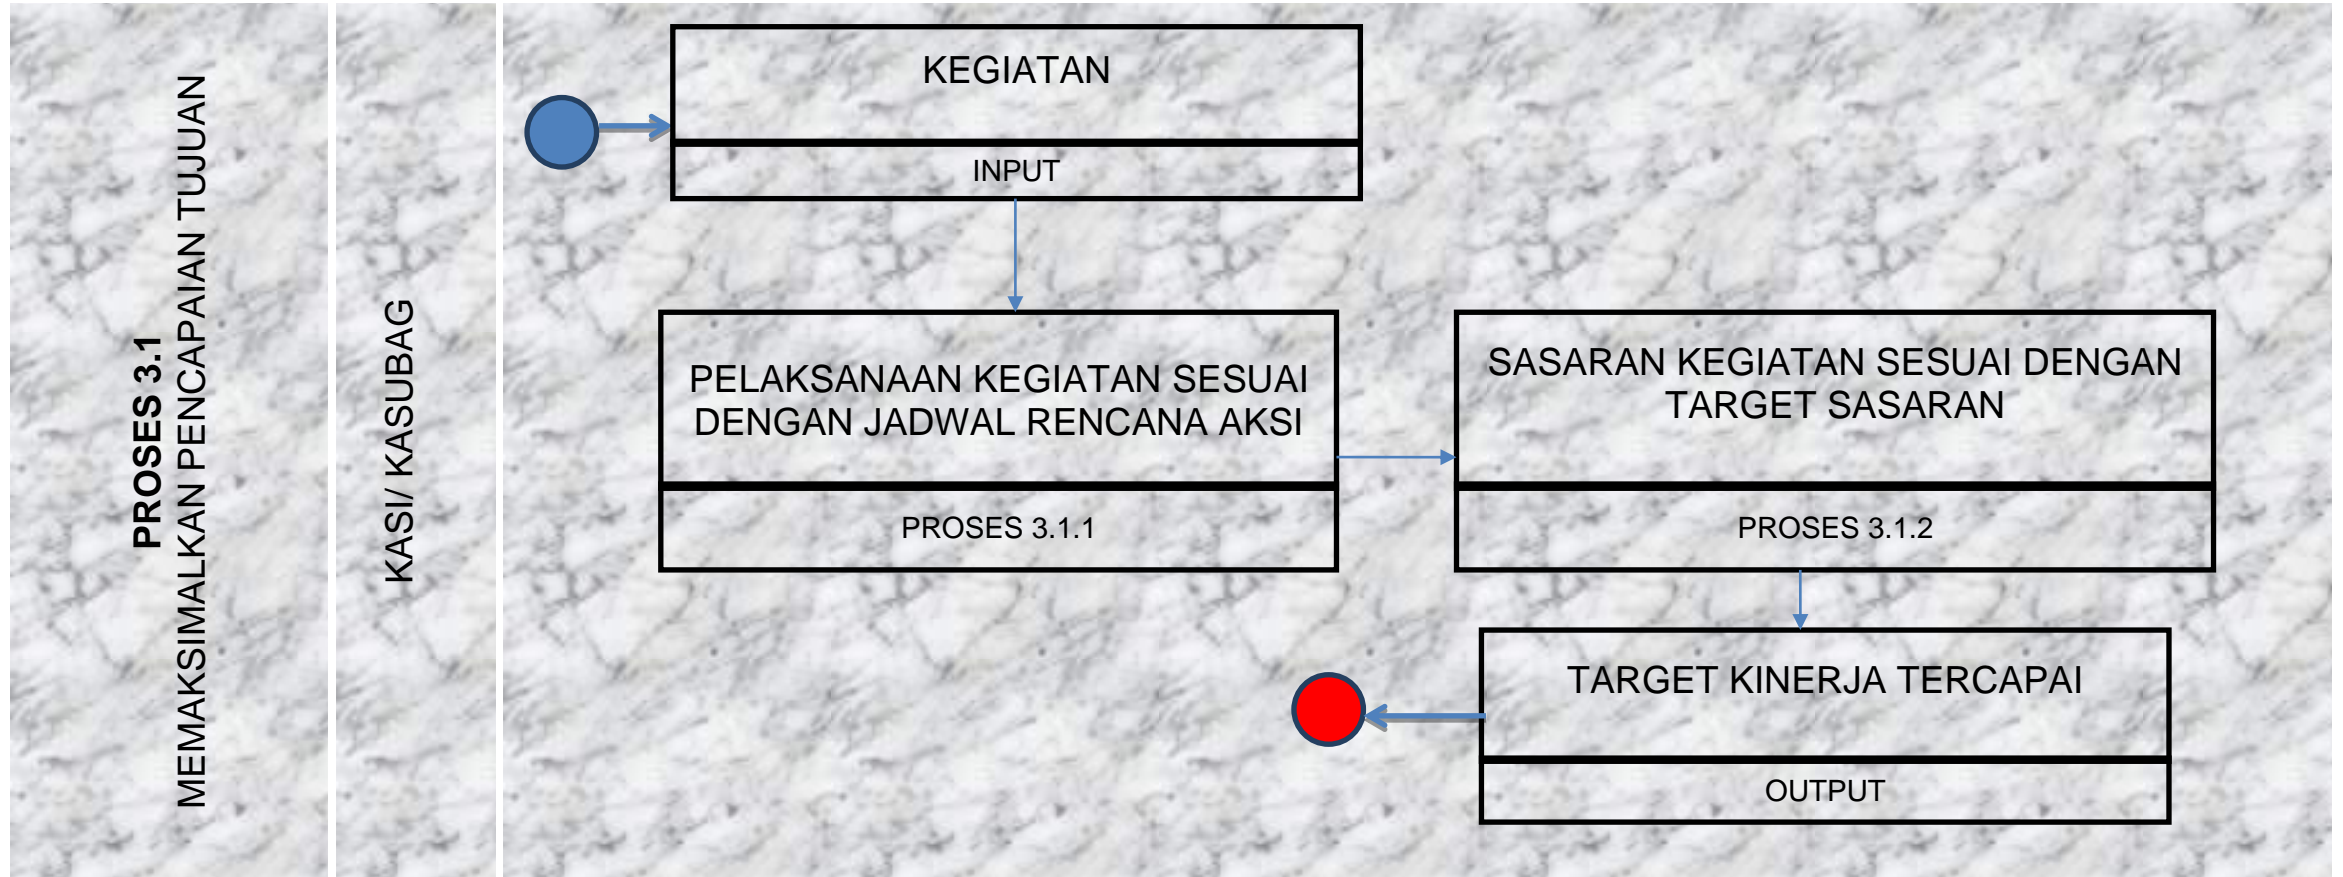 PROSES 3.1
MEMAKSIMALKAN PENCAPAIAN TUJUAN
KASI/ KASUBAG
KEGIATAN
INPUT
PELAKSANAAN KEGIATAN SESUAI
DENGAN JADWAL RENCANA AKSI
PROSES 3.1.1
SASARAN KEGIATAN SESUAI DENGAN
TARGET SASARAN
PROSES 3.1.2
TARGET KINERJA TERCAPAI
OUTPUT